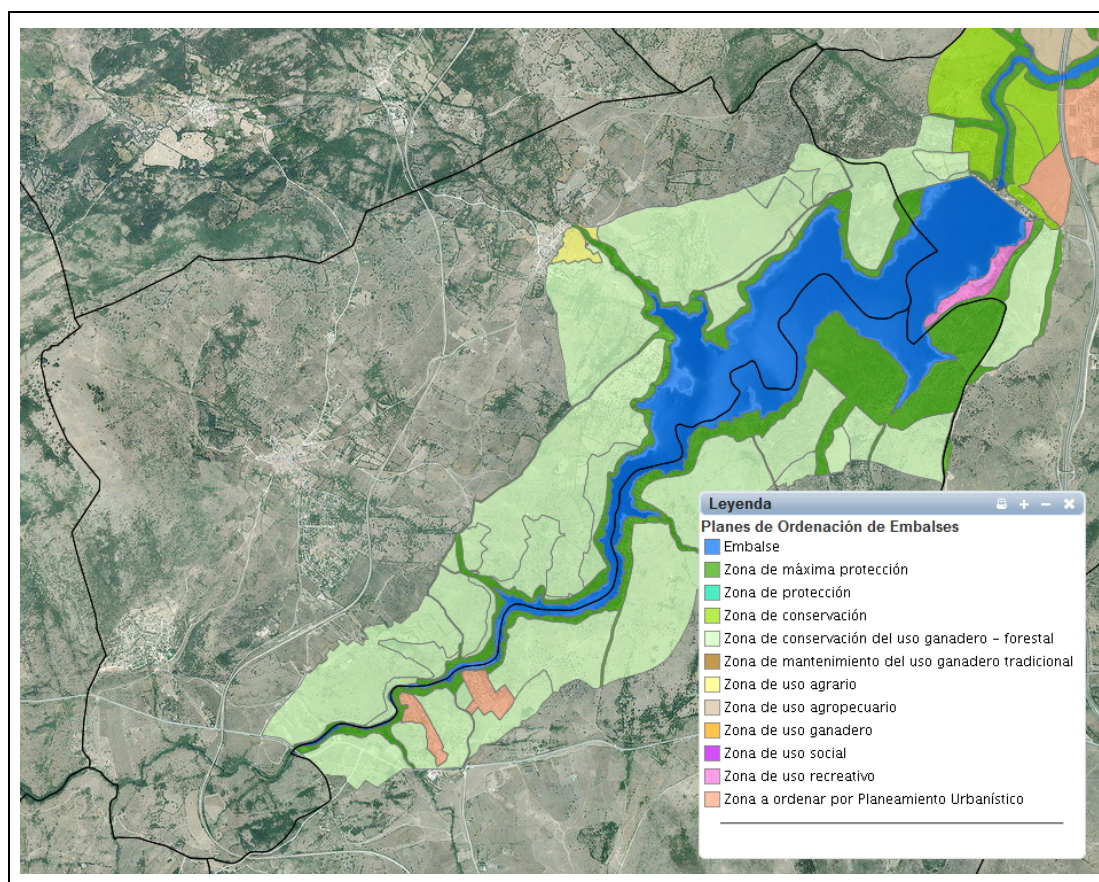 Leyenda
Planes de Ordenación de Embalses
Embalse
Zona de máxima protección
Zona de protección
Zona de conservación
Zona de conservación del uso ganadero - forestal
Zona de mantenimiento del uso ganadero tradicional
Zona de uso agrario
Zona de uso agropecuario
Zona de uso ganadero
Zona de uso social
Zona de uso recreativo
Zona a ordenar por Planeamiento Urbanístico